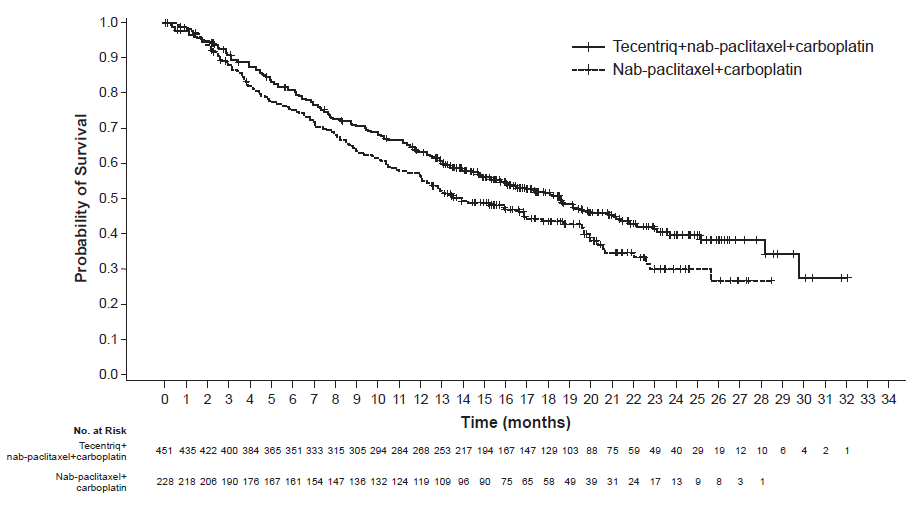 1.0
0.9
0.8
0.7
0.6
0.5
0.4
0.3
0.2
0.1
0.0
Probability of Survival
Tecentriq+nab-paclitaxel+carboplatin
Nab-paclitaxel+carboplatin
0 1 2 3 4 5 6 7 8 9 10 11 12 13 14 15 16 17 18 19 20 21 22 23 24 25 26 27 28 29 30 31 32 33 34
Time (months)
No. at Risk
Tecentriq+
nab-paclitaxel+carboplatin
451 435 422 400 384 365 351 333 315 305 294 284 268 253 217 194 167 147 129 103 88 75 59 49 40 29 19 12 10 6 4 2 1
Nab-paclitaxel+
carboplatin
228 218 206 190 176 167 161 154 147 136 132 124 119 109 96 90 75 65 58 49 39 31 24 17 13 9 8 3 1